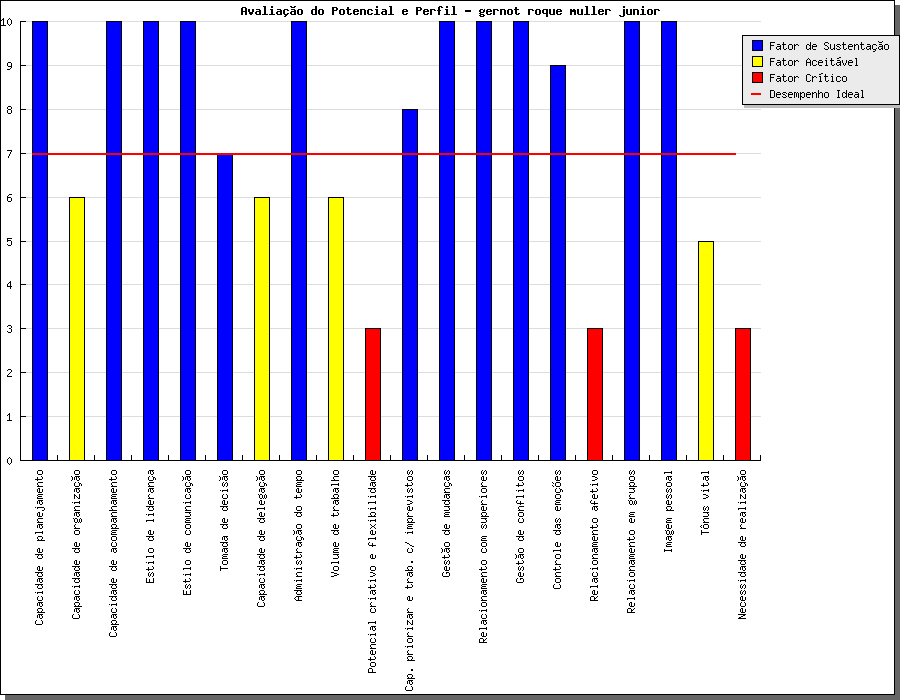 Avaliação do Potencial e Perfil - gernot roque muller junior
10
9
8
7
6
5
4
3
2
1
0
Fator de Sustentação
Fator Aceitável
Fator Crítico
Desempenho Ideal
Capacidade de planejamento
Capacidade de organização
Capacidade de acompanhamento
Estilo de liderança
Estilo de comunicação
Tomada de decisão
Capacidade de delegação
Administração do tempo
Volume de trabalho
Potencial criativo e flexibilidade
Cap. priorizar e trab. c/ imprevistos
Gestão de mudanças
Relacionamento com superiores
Gestão de conflitos
Controle das emoções
Relacionamento afetivo
Relacionamento em grupos
Imagem pessoal
Tônus vital
Necessidade de realização